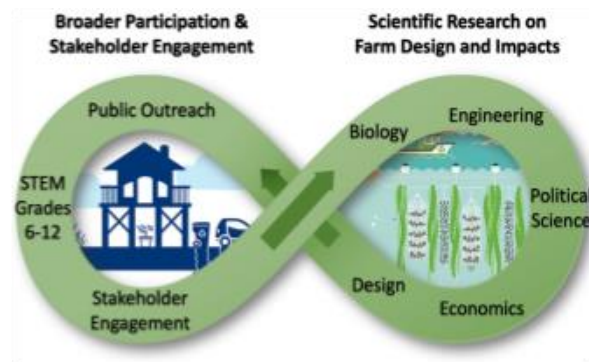 Broader Participation &
Stakeholder Engagement
Scientific Research on
Farm Design and Impacts
Public Outreach
STEM
Grades
6-12
Stakeholder
Engagement
Biology
Engineering
Political
Science
Economics
Design